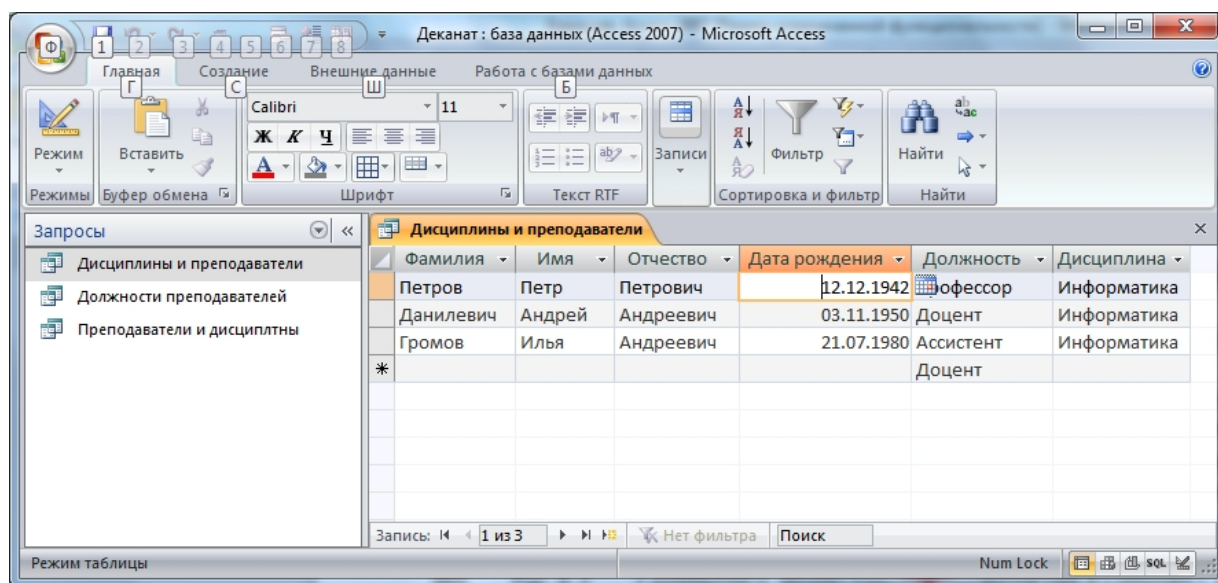 Деканат : база данных (Access 2007) - Microsoft Access
Ф 1 2 3 4 5 6 7 8
Главная Создание Внешние данные Работа с базами данных
Г С Ш Б
Calibri 11
Ж К Ч
Режим Вставить Записи Фильтр Найти
Режимы Буфер обмена Шрифт Текст RTF Сортировка и фильтр Найти
Запросы
Дисциплины и преподаватели
Должности преподавателей
Преподаватели и дисциплтны
Дисциплины и преподаватели
Фамилия Имя Отчество Дата рождения Должность Дисциплина
Петров Петр Петрович 12.12.1942 офессор Информатика
Данилевич Андрей Андреевич 03.11.1950 Доцент Информатика
Громов Илья Андреевич 21.07.1980 Ассистент Информатика
Доцент
Запись: 1 из 3 Нет фильтра Поиск
Режим таблицы Num Lock SQL